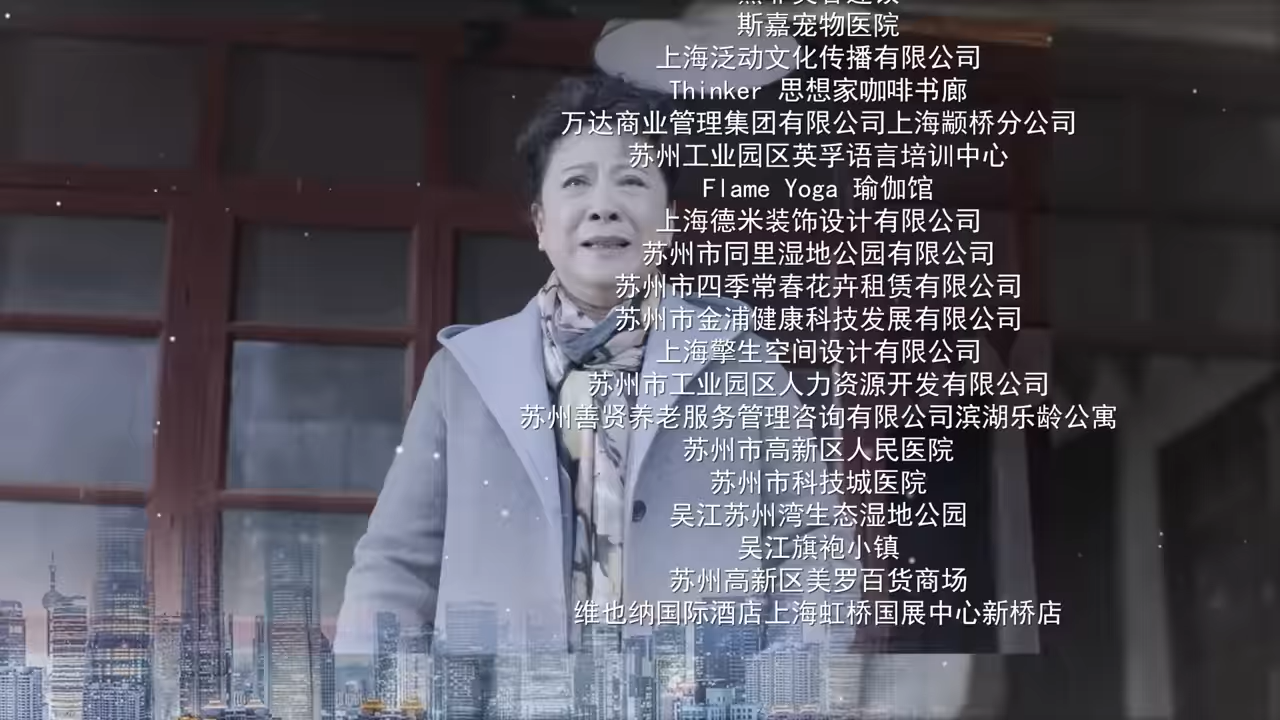 斯嘉宠物医院
上海泛动文化传播有限公司
Thinker 思想家咖啡书廊
万达商业管理集团有限公司上海颛桥分公司
苏州工业园区英孚语言培训中心
Flame Yoga 瑜伽馆
上海德米装饰设计有限公司
苏州市同里湿地公园有限公司
苏州市四季常春花卉租赁有限公司
苏州市金浦健康科技发展有限公司
上海擎生空间设计有限公司
苏州市工业园区人力资源开发有限公司
苏州善贤养老服务管理咨询有限公司滨湖乐龄公寓
苏州市高新区人民医院
苏州市科技城医院
吴江苏州湾生态湿地公园
吴江旗袍小镇
苏州高新区美罗百货商场
维也纳国际酒店上海虹桥国展中心新桥店